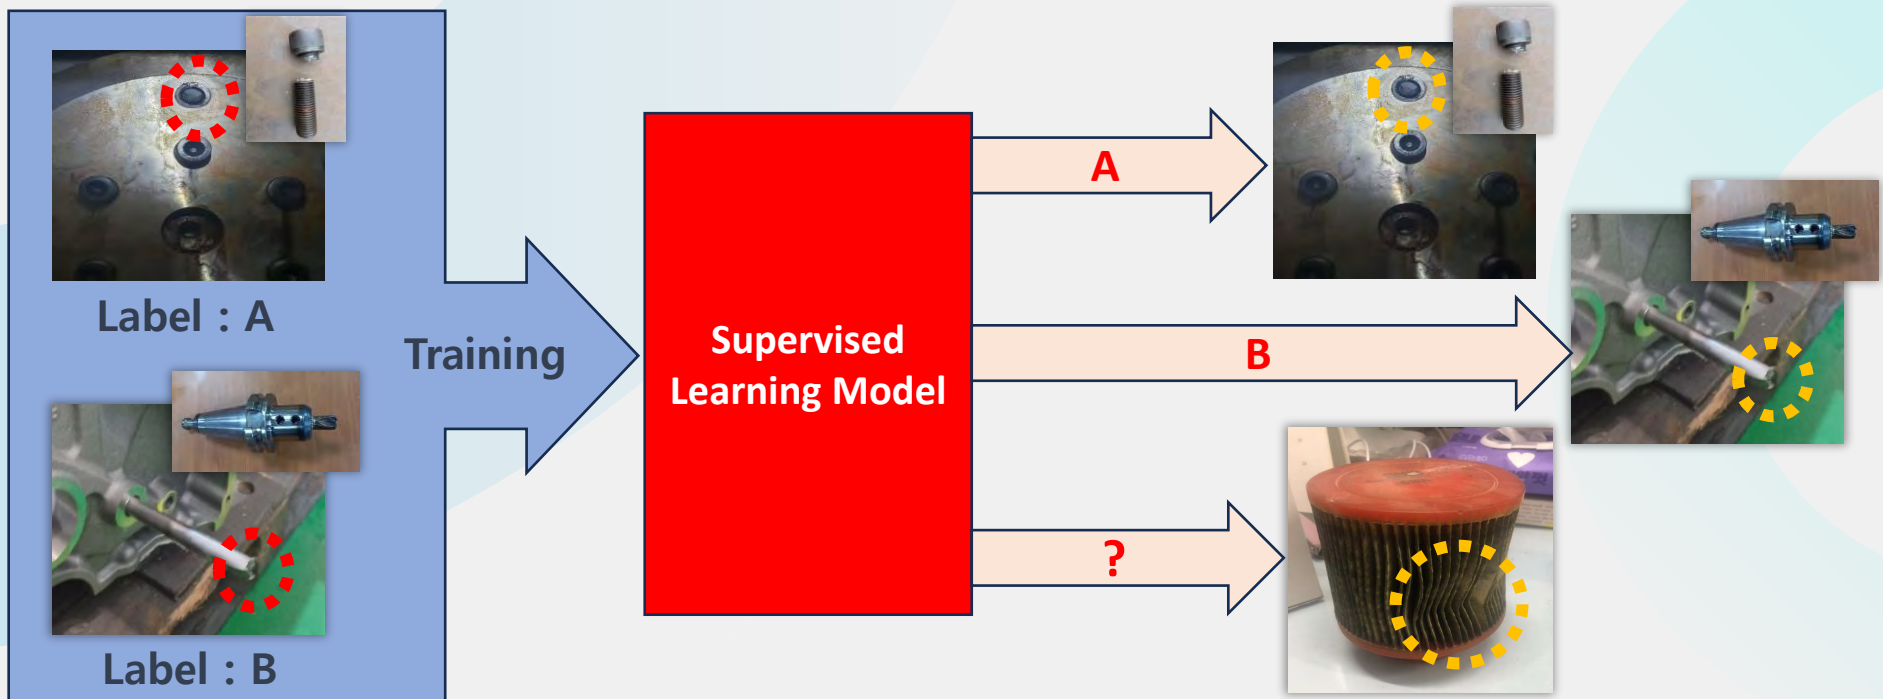 Label : A
Label : B
Training
Supervised
Learning Model
A
B
?